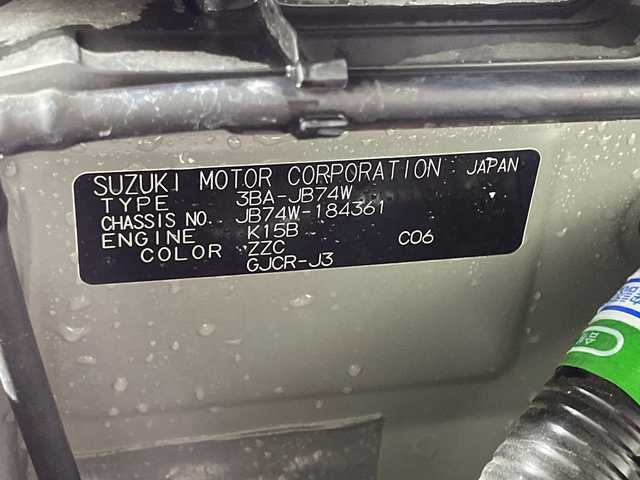 SUZUKI MOTOR CORPORATION JAPAN
TYPE 3BA-JB74W
CHASSIS NO. JB74W-184361
ENGINE K15B
COLOR ZZC C06
GJCR-J3